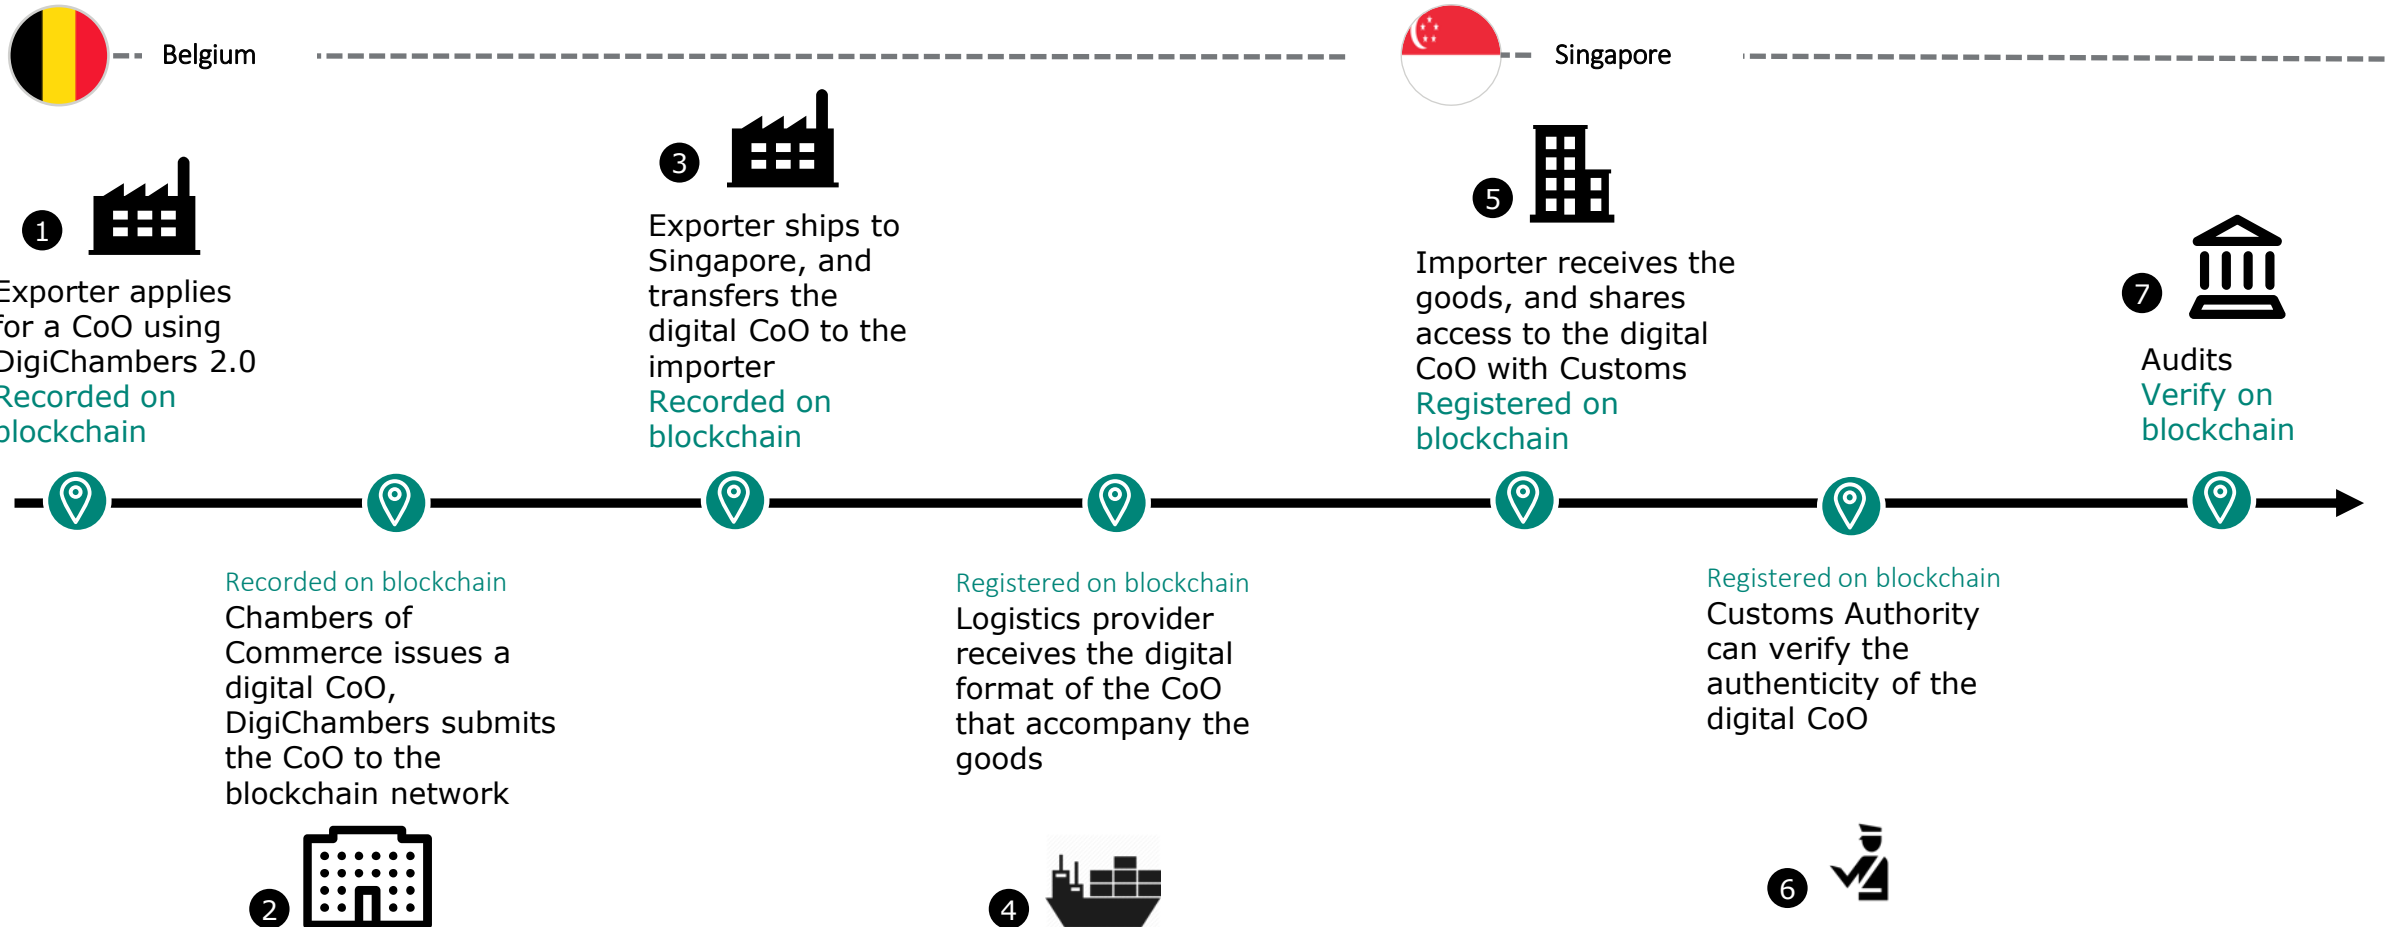 Belgium
Singapore
1
Exporter applies
for a CoO using
DigiChambers 2.0
Recorded on
blockchain
3
Exporter ships to
Singapore, and
transfers the
digital CoO to the
importer
Recorded on
blockchain
5
Importer receives the
goods, and shares
access to the digital
CoO with Customs
Registered on
blockchain
7
Audits
Verify on
blockchain
Recorded on blockchain
Chambers of
Commerce issues a
digital CoO,
DigiChambers submits
the CoO to the
blockchain network
2
Registered on blockchain
Logistics provider
receives the digital
format of the CoO
that accompany the
goods
4
Registered on blockchain
Customs Authority
can verify the
authenticity of the
digital CoO
6